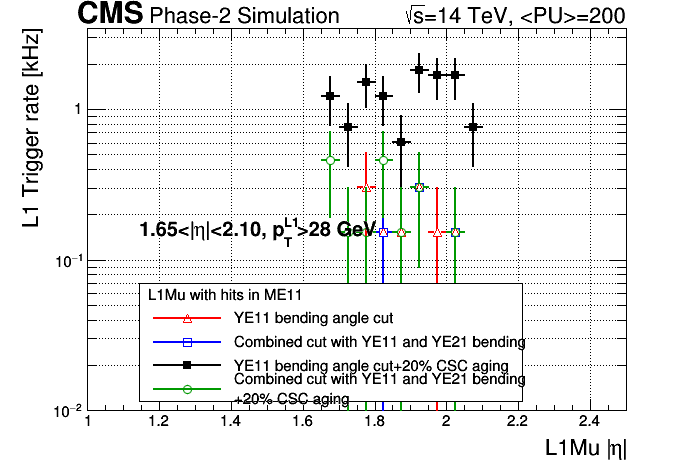 CMS Phase-2 Simulation √s=14 TeV, <PU>=200
L1 Trigger rate [kHz]
1
10⁻¹
10⁻²
1.65<|η|<2.10, p_T^L1>28 GeV
L1Mu with hits in ME11
YE11 bending angle cut
Combined cut with YE11 and YE21 bending
YE11 bending angle cut+20% CSC aging
Combined cut with YE11 and YE21 bending
+20% CSC aging
1 1.2 1.4 1.6 1.8 2 2.2 2.4
L1Mu |η|